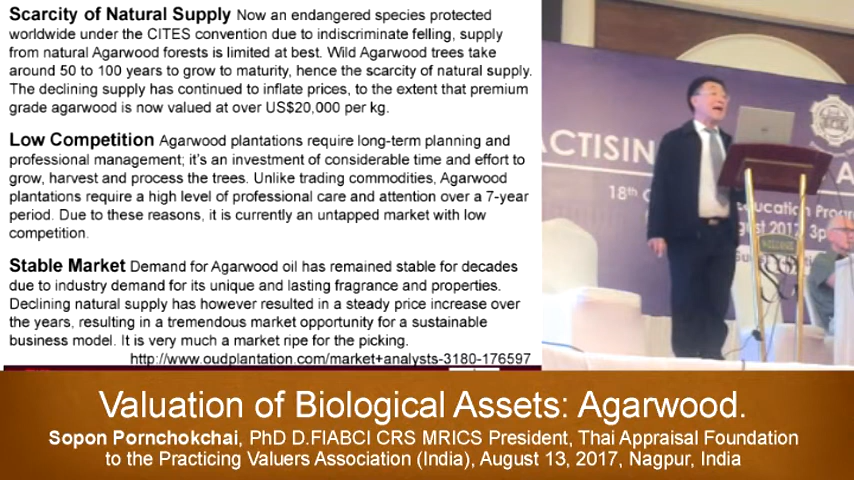 Scarcity of Natural Supply Now an endangered species protected
worldwide under the CITES convention due to indiscriminate felling, supply
from natural Agarwood forests is limited at best. Wild Agarwood trees take
around 50 to 100 years to grow to maturity, hence the scarcity of natural supply.
The declining supply has continued to inflate prices, to the extent that premium
grade agarwood is now valued at over US$20,000 per kg.
Low Competition Agarwood plantations require long-term planning and
professional management; it's an investment of considerable time and effort to
grow, harvest and process the trees. Unlike trading commodities, Agarwood
plantations require a high level of professional care and attention over a 7-year
period. Due to these reasons, it is currently an untapped market with low
competition.
Stable Market Demand for Agarwood oil has remained stable for decades
due to industry demand for its unique and lasting fragrance and properties.
Declining natural supply has however resulted in a steady price increase over
the years, resulting in a tremendous market opportunity for a sustainable
business model. It is very much a market ripe for the picking.
http://www.oudplantation.com/market+analysts-3180-176597
ACTISIN A
18th
ducation Progr
gust 2017, 3p
WELCOME
Valuation of Biological Assets: Agarwood.
Sopon Pornchokchai, PhD D.FIABCI CRS MRICS President, Thai Appraisal Foundation
to the Practicing Valuers Association (India), August 13, 2017, Nagpur, India